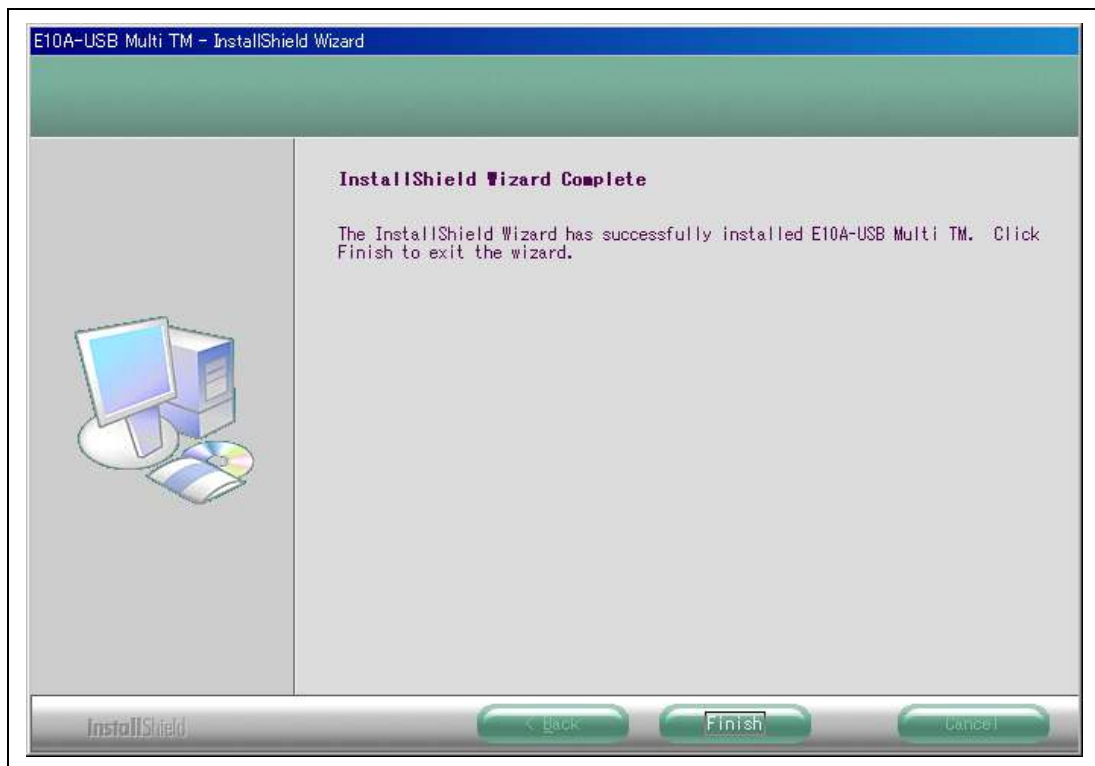 E10A-USB Multi TM - InstallShield Wizard
InstallShield Wizard Complete
The InstallShield Wizard has successfully installed E10A-USB Multi TM. Click
Finish to exit the wizard.
InstallShield
< Back
Finish
Cancel